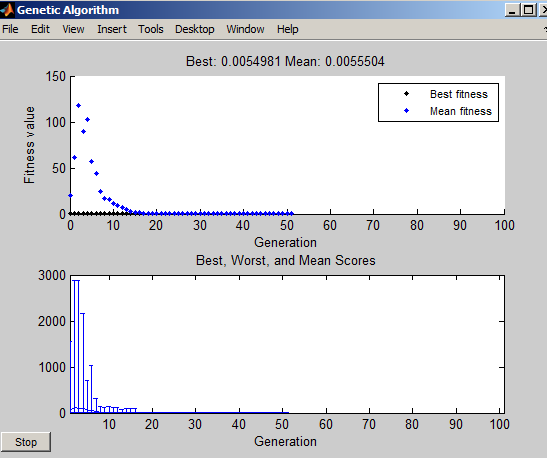 Genetic Algorithm
File Edit View Insert Tools Desktop Window Help
Best: 0.0054981 Mean: 0.0055504
150
100
50
0
Fitness value
Best fitness
Mean fitness
0 10 20 30 40 50 60 70 80 90 100
Generation
Best, Worst, and Mean Scores
3000
2000
1000
0
10 20 30 40 50 60 70 80 90 100
Generation
Stop